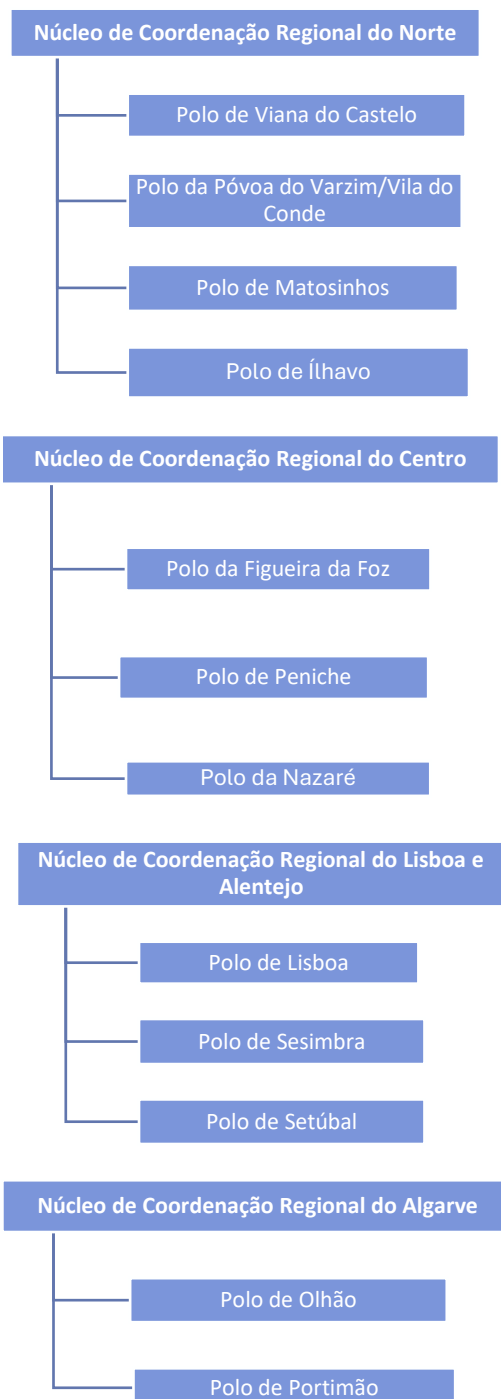 Núcleo de Coordenação Regional do Norte
Polo de Viana do Castelo
Polo da Póvoa do Varzim/Vila do
Conde
Polo de Matosinhos
Polo de Ílhavo
Núcleo de Coordenação Regional do Centro
Polo da Figueira da Foz
Polo de Peniche
Polo da Nazaré
Núcleo de Coordenação Regional do Lisboa e
Alentejo
Polo de Lisboa
Polo de Sesimbra
Polo de Setúbal
Núcleo de Coordenação Regional do Algarve
Polo de Olhão
Polo de Portimão